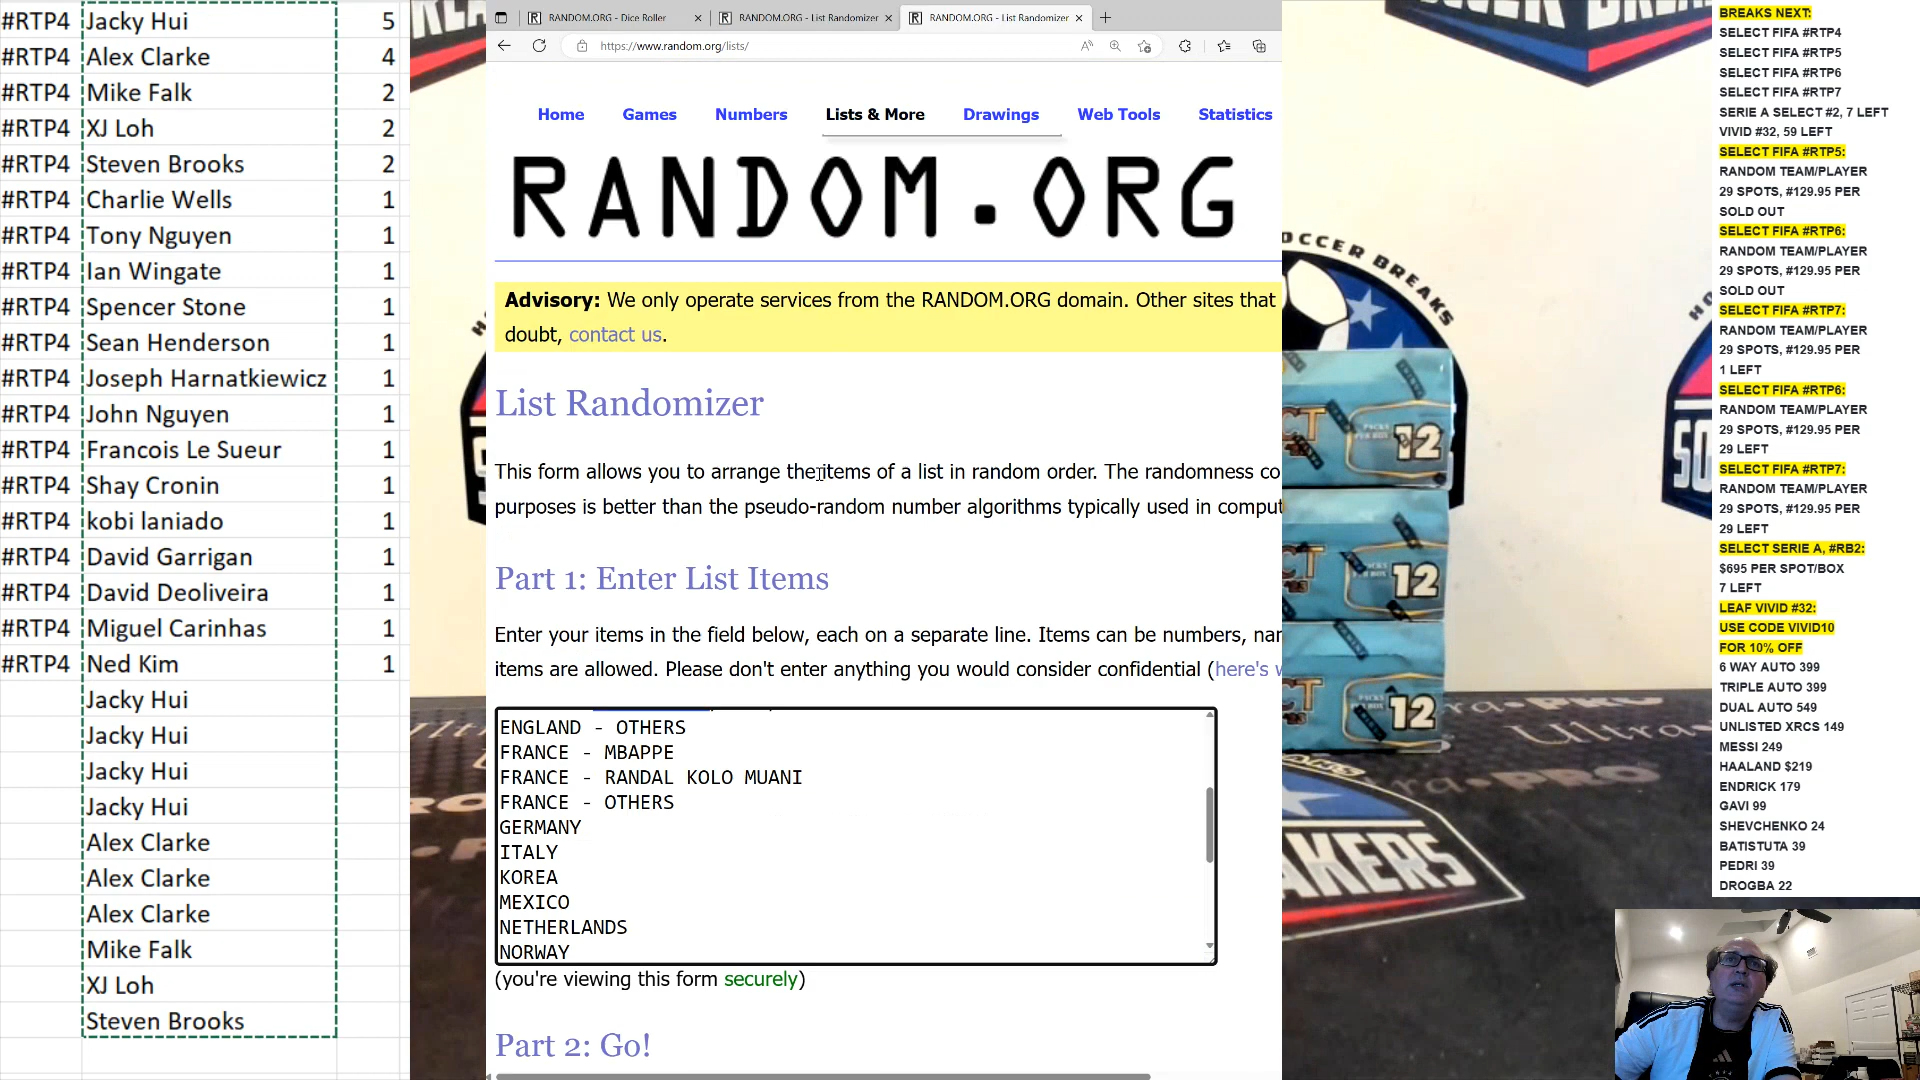 #RTP4 Jacky Hui 5
#RTP4 Alex Clarke 4
#RTP4 Mike Falk 2
#RTP4 XJ Loh 2
#RTP4 Steven Brooks 2
#RTP4 Charlie Wells 1
#RTP4 Tony Nguyen 1
#RTP4 Ian Wingate 1
#RTP4 Spencer Stone 1
#RTP4 Sean Henderson 1
#RTP4 Joseph Harnatkiewicz 1
#RTP4 John Nguyen 1
#RTP4 Francois Le Sueur 1
#RTP4 Shay Cronin 1
#RTP4 kobi laniado 1
#RTP4 David Garrigan 1
#RTP4 David Deoliveira 1
#RTP4 Miguel Carinhas 1
#RTP4 Ned Kim 1
Jacky Hui
Jacky Hui
Jacky Hui
Jacky Hui
Alex Clarke
Alex Clarke
Alex Clarke
Mike Falk
XJ Loh
Steven Brooks
RANDOM.ORG - Dice Roller
RANDOM.ORG - List Randomizer
RANDOM.ORG - List Randomizer
https://www.random.org/lists/
Home Games Numbers Lists & More Drawings Web Tools Statistics
RANDOM.ORG
Advisory: We only operate services from the RANDOM.ORG domain. Other sites that
doubt, contact us.
List Randomizer
This form allows you to arrange the items of a list in random order. The randomness co
purposes is better than the pseudo-random number algorithms typically used in comput
Part 1: Enter List Items
Enter your items in the field below, each on a separate line. Items can be numbers, nar
items are allowed. Please don't enter anything you would consider confidential (here's w
ENGLAND - OTHERS
FRANCE - MBAPPE
FRANCE - RANDAL KOLO MUANI
FRANCE - OTHERS
GERMANY
ITALY
KOREA
MEXICO
NETHERLANDS
NORWAY
(you're viewing this form securely)
Part 2: Go!
OCCER BREAKS
12
12
12
AKERS
BREAKS NEXT:
SELECT FIFA #RTP4
SELECT FIFA #RTP5
SELECT FIFA #RTP6
SELECT FIFA #RTP7
SERIE A SELECT #2, 7 LEFT
VIVID #32, 59 LEFT
SELECT FIFA #RTP5:
RANDOM TEAM/PLAYER
29 SPOTS, #129.95 PER
SOLD OUT
SELECT FIFA #RTP6:
RANDOM TEAM/PLAYER
29 SPOTS, #129.95 PER
SOLD OUT
SELECT FIFA #RTP7:
RANDOM TEAM/PLAYER
29 SPOTS, #129.95 PER
1 LEFT
SELECT FIFA #RTP6:
RANDOM TEAM/PLAYER
29 SPOTS, #129.95 PER
29 LEFT
SELECT FIFA #RTP7:
RANDOM TEAM/PLAYER
29 SPOTS, #129.95 PER
29 LEFT
SELECT SERIE A, #RB2:
$695 PER SPOT/BOX
7 LEFT
LEAF VIVID #32:
USE CODE VIVID10
FOR 10% OFF
6 WAY AUTO 399
TRIPLE AUTO 399
DUAL AUTO 549
UNLISTED XRCS 149
MESSI 249
HAALAND $219
ENDRICK 179
GAVI 99
SHEVCHENKO 24
BATISTUTA 39
PEDRI 39
DROGBA 22